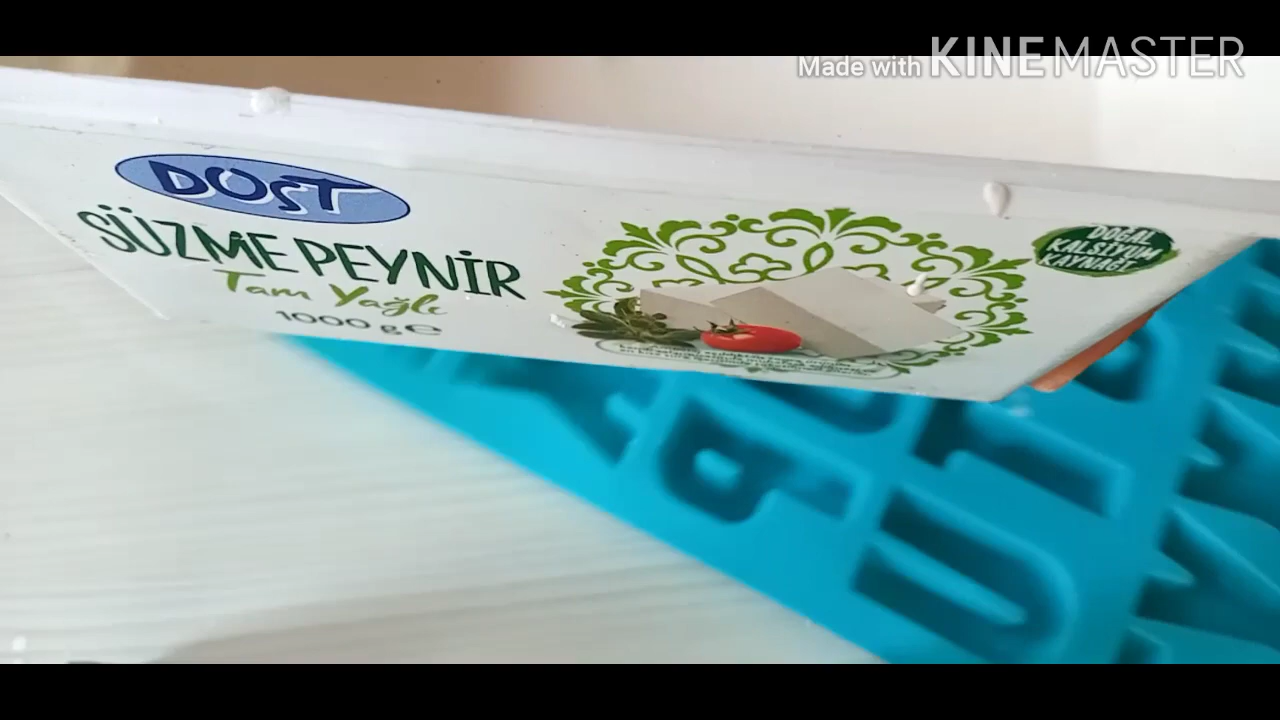 Made with KINEMASTER
DOST
SÜZME PEYNİR
Tam Yağlı
1000 g e
DOĞAL
KALSİYUM
KAYNAĞI